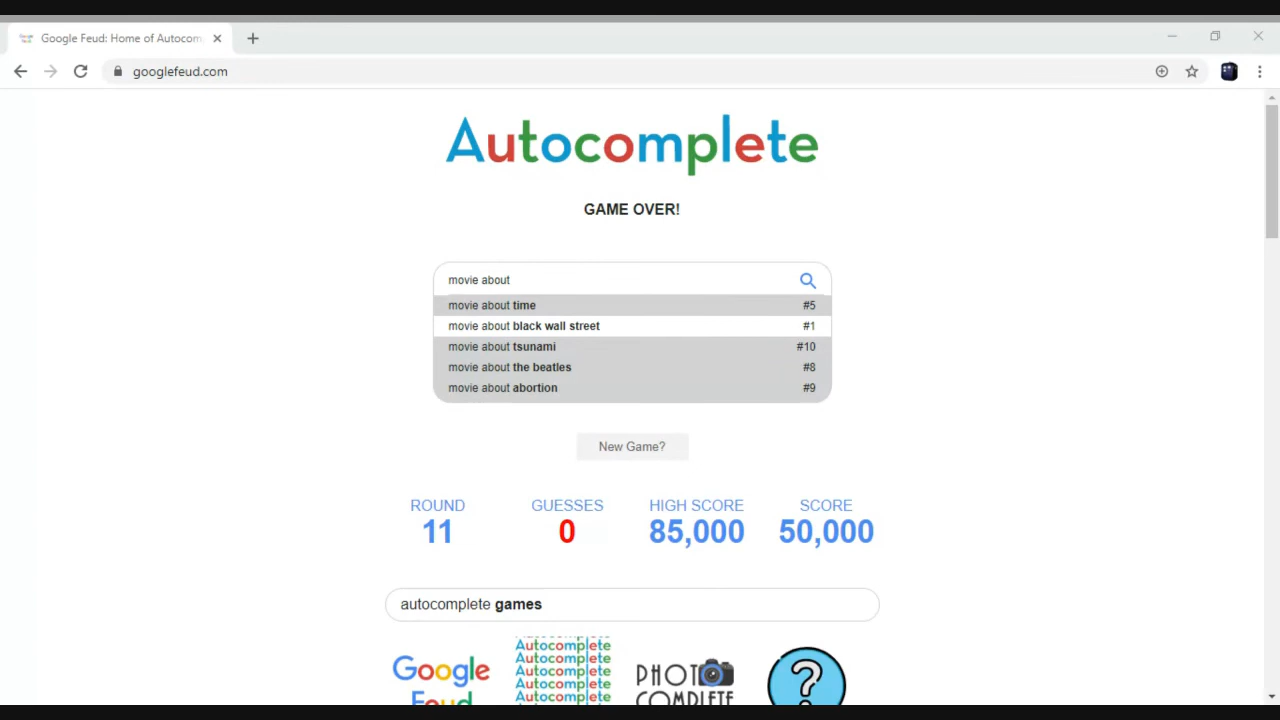 Google Feud: Home of Autocom
googlefeud.com
Autocomplete
GAME OVER!
movie about
movie about time #5
movie about black wall street #1
movie about tsunami #10
movie about the beatles #8
movie about abortion #9
New Game?
ROUND GUESSES HIGH SCORE SCORE
11 0 85,000 50,000
autocomplete games
Autocomplete
Autocomplete
Autocomplete
Autocomplete
Autocomplete
Google
Feud
PHOTO
COMPLETE
?